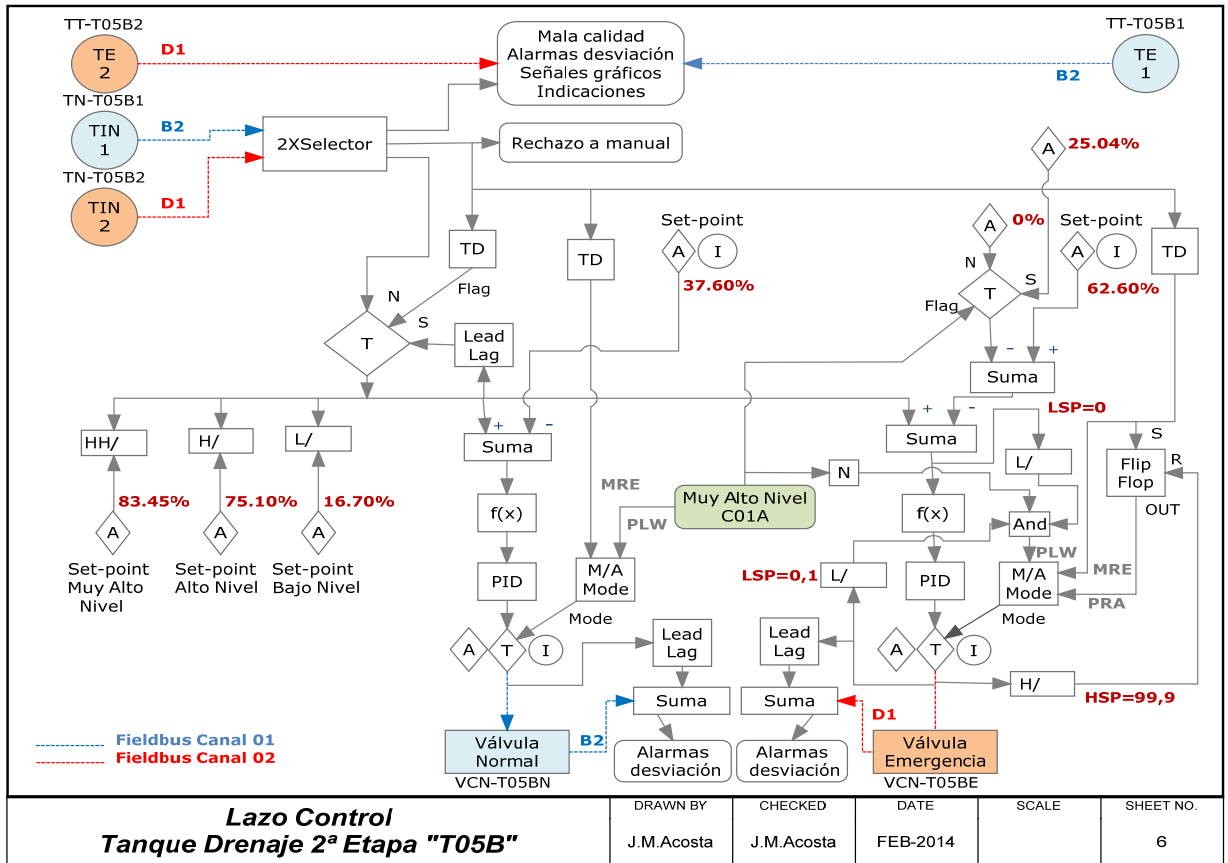 TT-T05B2
TE
2
D1
Mala calidad
Alarmas desviación
Señales gráficos
Indicaciones
TT-T05B1
TE
1
B2
TN-T05B1
TIN
1
B2
2XSelector
Rechazo a manual
TN-T05B2
TIN
2
D1
A
25.04%
TD
Flag
TD
Set-point
A
I
37.60%
A
0%
N
T
S
Flag
Set-point
A
I
62.60%
TD
N
S
T
Lead
Lag
-
+
Suma
HH/
H/
L/
83.45%
75.10%
16.70%
A
A
A
Set-point
Muy Alto
Nivel
Set-point
Alto Nivel
Set-point
Bajo Nivel
+
-
Suma
f(x)
PID
MRE
PLW
M/A
Mode
Mode
A
T
I
Muy Alto Nivel
C01A
N
+
-
Suma
LSP=0
L/
f(x)
And
PLW
S
Flip
Flop
R
OUT
LSP=0,1
L/
PID
M/A
Mode
MRE
PRA
Mode
A
T
I
H/
HSP=99,9
Lead
Lag
Suma
Lead
Lag
Suma
D1
B2
Fieldbus Canal 01
Fieldbus Canal 02
Válvula
Normal
VCN-T05BN
Alarmas
desviación
Alarmas
desviación
Válvula
Emergencia
VCN-T05BE
Lazo Control
Tanque Drenaje 2ª Etapa "T05B"
DRAWN BY
J.M.Acosta
CHECKED
J.M.Acosta
DATE
FEB-2014
SCALE
SHEET NO.
6